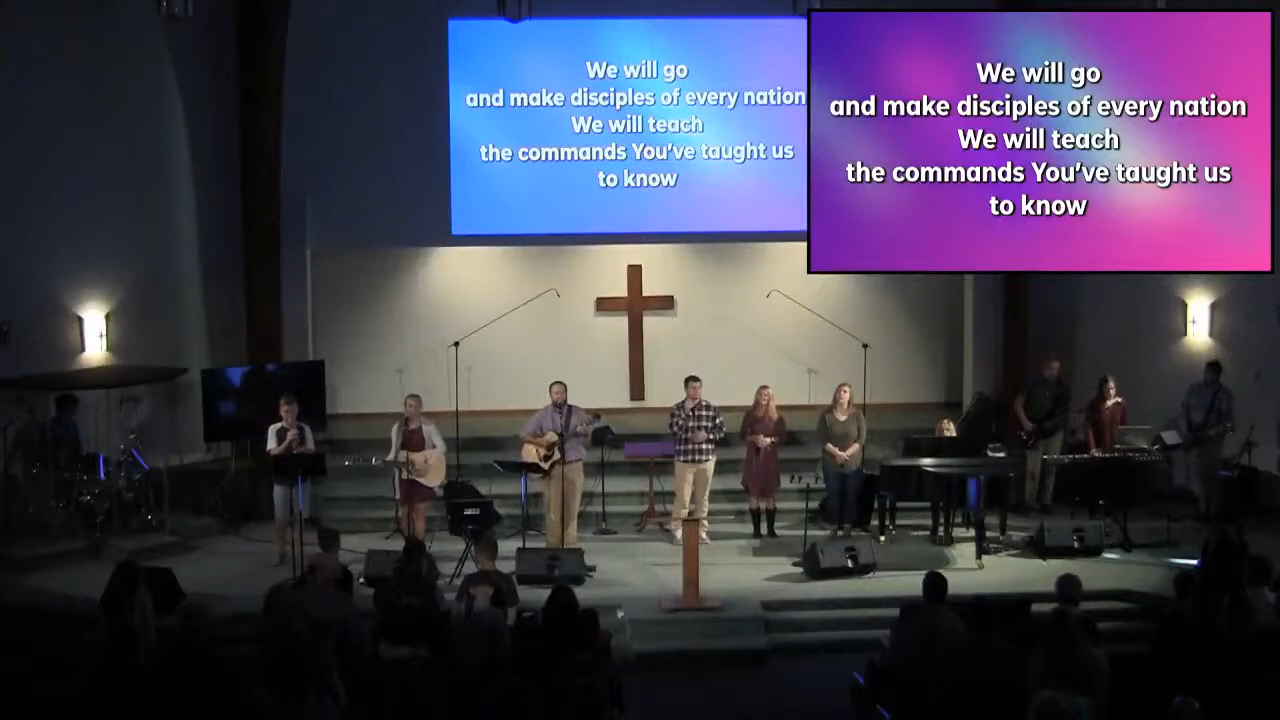 We will go
and make disciples of every nation
We will teach
the commands You've taught us
to know
We will go
and make disciples of every nation
We will teach
the commands You've taught us
to know